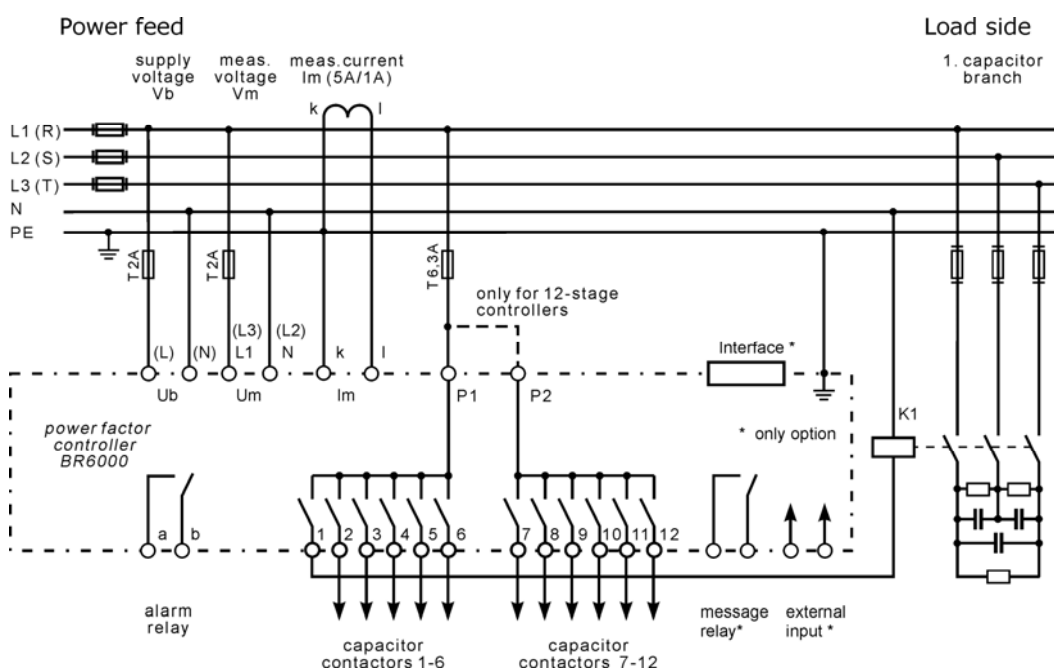 Power feed
Load side
supply
voltage
Vb
meas.
voltage
Vm
meas.current
Im (5A/1A)
1. capacitor
branch
k
l
L1 (R)
L2 (S)
L3 (T)
N
PE
T2A
T2A
T6,3A
only for 12-stage
controllers
(L)
(N)
(L3)
L1
(L2)
N
k
l
Interface *
Ub
Um
Im
P1
P2
K1
power factor
controller
BR6000
* only option
a
b
1
2
3
4
5
6
7
8
9
10
11
12
alarm
relay
capacitor
contactors 1-6
capacitor
contactors 7-12
message
relay*
external
input *